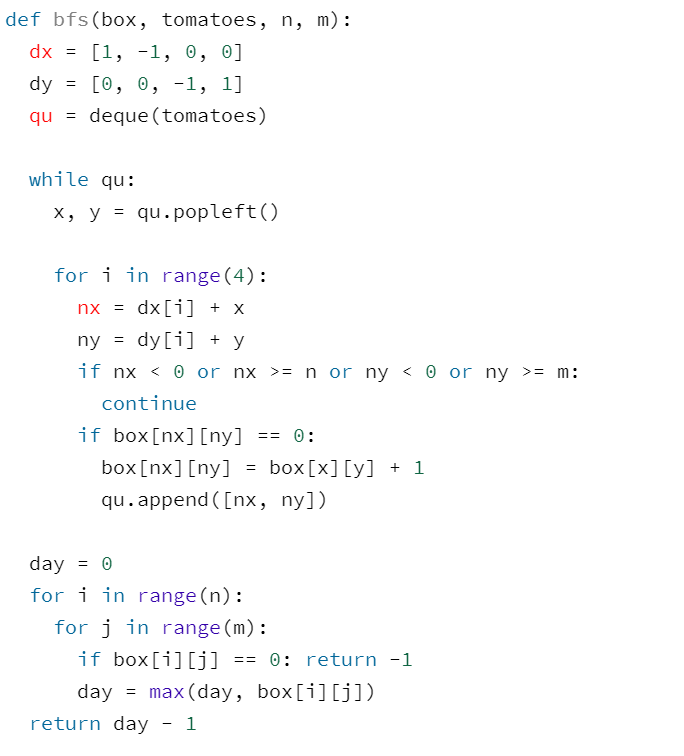 def bfs(box, tomatoes, n, m):
  dx = [1, -1, 0, 0]
  dy = [0, 0, -1, 1]
  qu = deque(tomatoes)

  while qu:
    x, y = qu.popleft()

    for i in range(4):
      nx = dx[i] + x
      ny = dy[i] + y
      if nx < 0 or nx >= n or ny < 0 or ny >= m:
        continue
      if box[nx][ny] == 0:
        box[nx][ny] = box[x][y] + 1
        qu.append([nx, ny])

  day = 0
  for i in range(n):
    for j in range(m):
      if box[i][j] == 0: return -1
      day = max(day, box[i][j])
  return day - 1